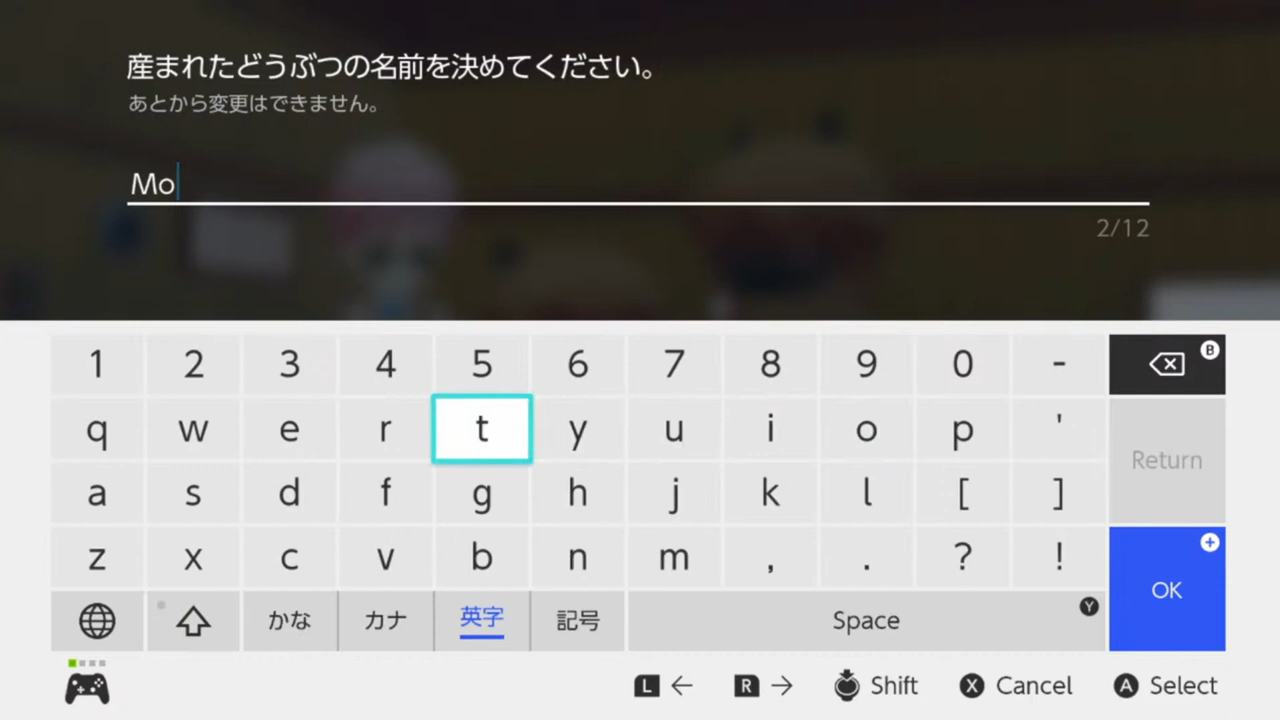 産まれたどうぶつの名前を決めてください。
あとから変更はできません。
Mo
2/12
1 2 3 4 5 6 7 8 9 0 - B
q w e r t y u i o p '
Return
a s d f g h j k l [ ]
z x c v b n m , . ? ! +
OK
かな カナ 英字 記号 Space Y
L ← R → Shift X Cancel A Select